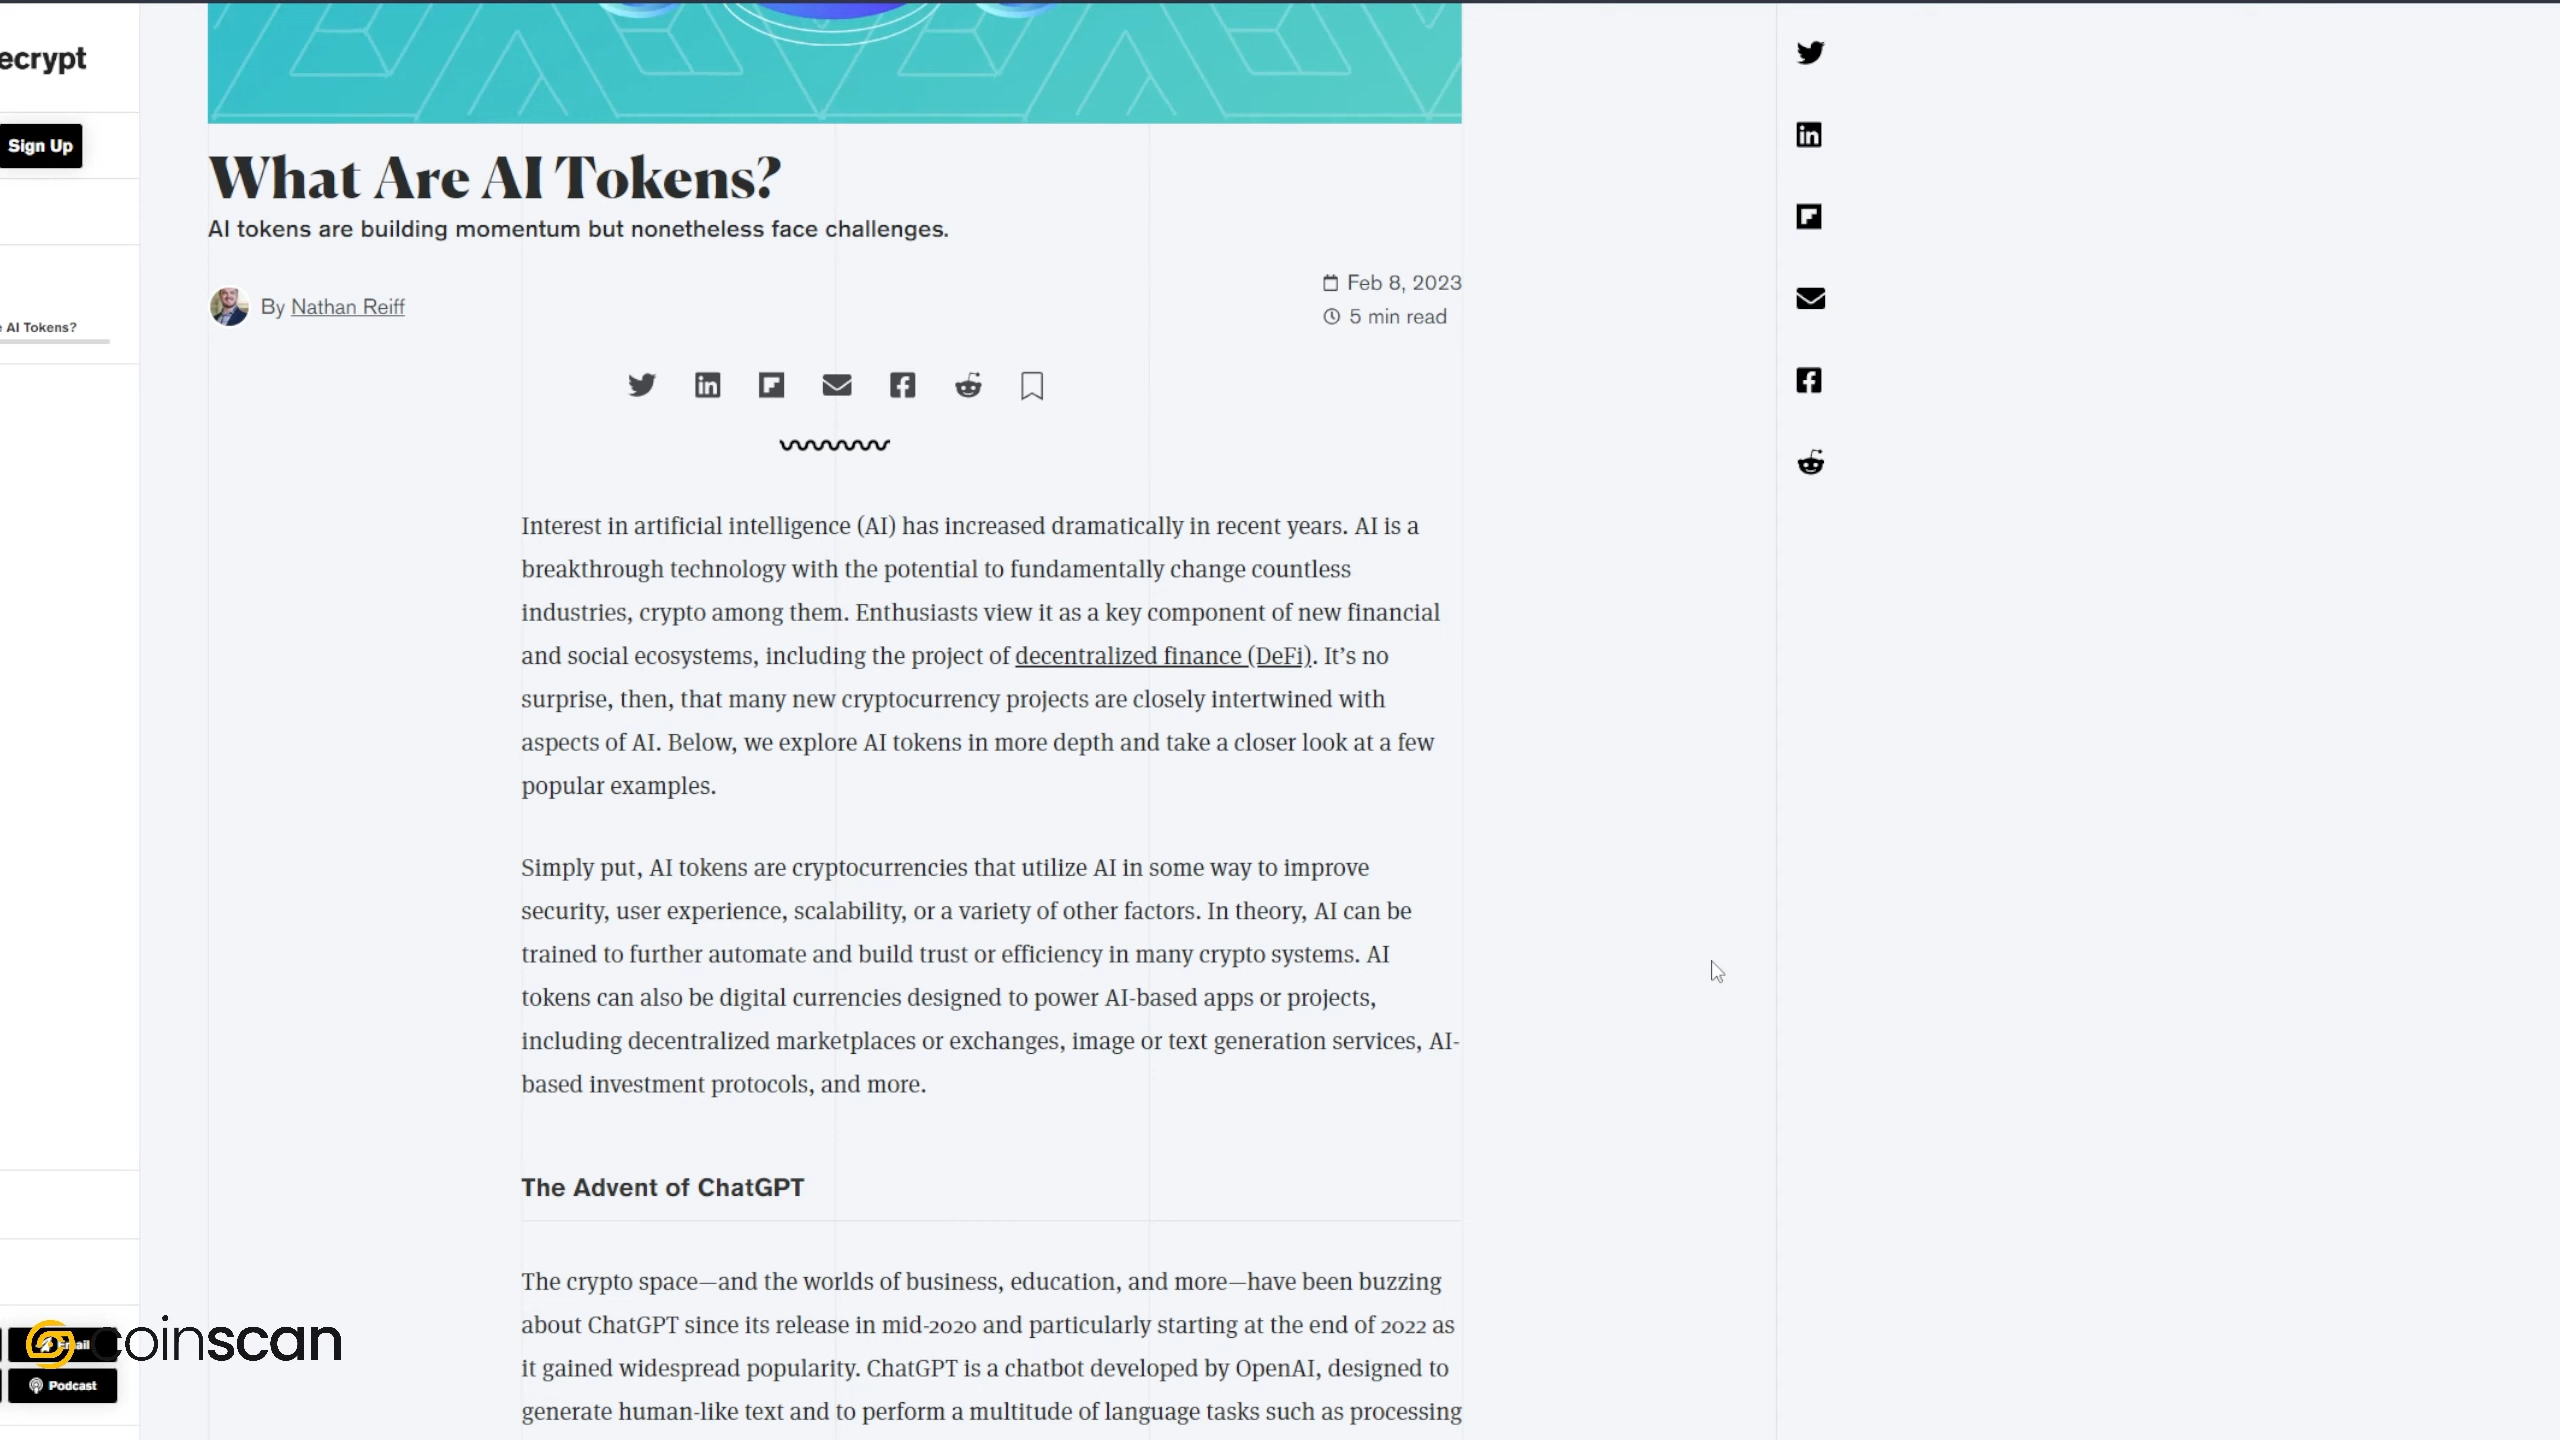 ecrypt
Sign Up
What Are AI Tokens?
AI tokens are building momentum but nonetheless face challenges.
Feb 8, 2023
By Nathan Reiff
5 min read
AI Tokens?
Interest in artificial intelligence (AI) has increased dramatically in recent years. AI is a
breakthrough technology with the potential to fundamentally change countless
industries, crypto among them. Enthusiasts view it as a key component of new financial
and social ecosystems, including the project of decentralized finance (DeFi). It's no
surprise, then, that many new cryptocurrency projects are closely intertwined with
aspects of AI. Below, we explore AI tokens in more depth and take a closer look at a few
popular examples.
Simply put, AI tokens are cryptocurrencies that utilize AI in some way to improve
security, user experience, scalability, or a variety of other factors. In theory, AI can be
trained to further automate and build trust or efficiency in many crypto systems. AI
tokens can also be digital currencies designed to power AI-based apps or projects,
including decentralized marketplaces or exchanges, image or text generation services, AI-
based investment protocols, and more.
The Advent of ChatGPT
The crypto space—and the worlds of business, education, and more—have been buzzing
about ChatGPT since its release in mid-2020 and particularly starting at the end of 2022 as
it gained widespread popularity. ChatGPT is a chatbot developed by OpenAI, designed to
generate human-like text and to perform a multitude of language tasks such as processing
coinscan
Podcast